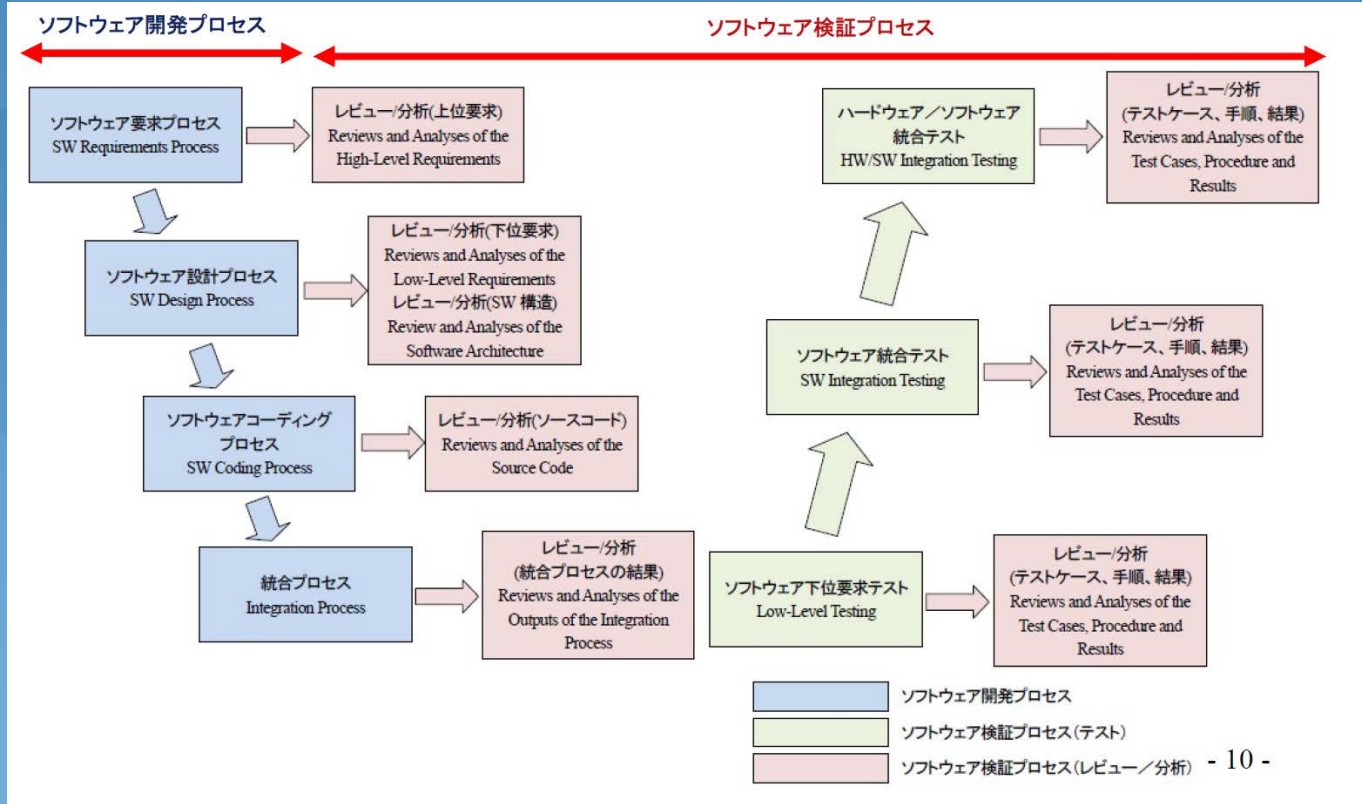 ソフトウェア開発プロセス
ソフトウェア検証プロセス
ソフトウェア要求プロセス
SW Requirements Process
レビュー/分析(上位要求)
Reviews and Analyses of the
High-Level Requirements
ソフトウェア設計プロセス
SW Design Process
レビュー/分析(下位要求)
Reviews and Analyses of the
Low-Level Requirements
レビュー/分析(SW 構造)
Review and Analyses of the
Software Architecture
ソフトウェアコーディング
プロセス
SW Coding Process
レビュー/分析(ソースコード)
Reviews and Analyses of the
Source Code
統合プロセス
Integration Process
レビュー/分析
(統合プロセスの結果)
Reviews and Analyses of the
Outputs of the Integration
Process
ハードウェア／ソフトウェア
統合テスト
HW/SW Integration Testing
レビュー/分析
(テストケース、手順、結果)
Reviews and Analyses of the
Test Cases, Procedure and
Results
ソフトウェア統合テスト
SW Integration Testing
レビュー/分析
(テストケース、手順、結果)
Reviews and Analyses of the
Test Cases, Procedure and
Results
ソフトウェア下位要求テスト
Low-Level Testing
レビュー/分析
(テストケース、手順、結果)
Reviews and Analyses of the
Test Cases, Procedure and
Results
ソフトウェア開発プロセス
ソフトウェア検証プロセス(テスト)
ソフトウェア検証プロセス(レビュー／分析)
- 10 -